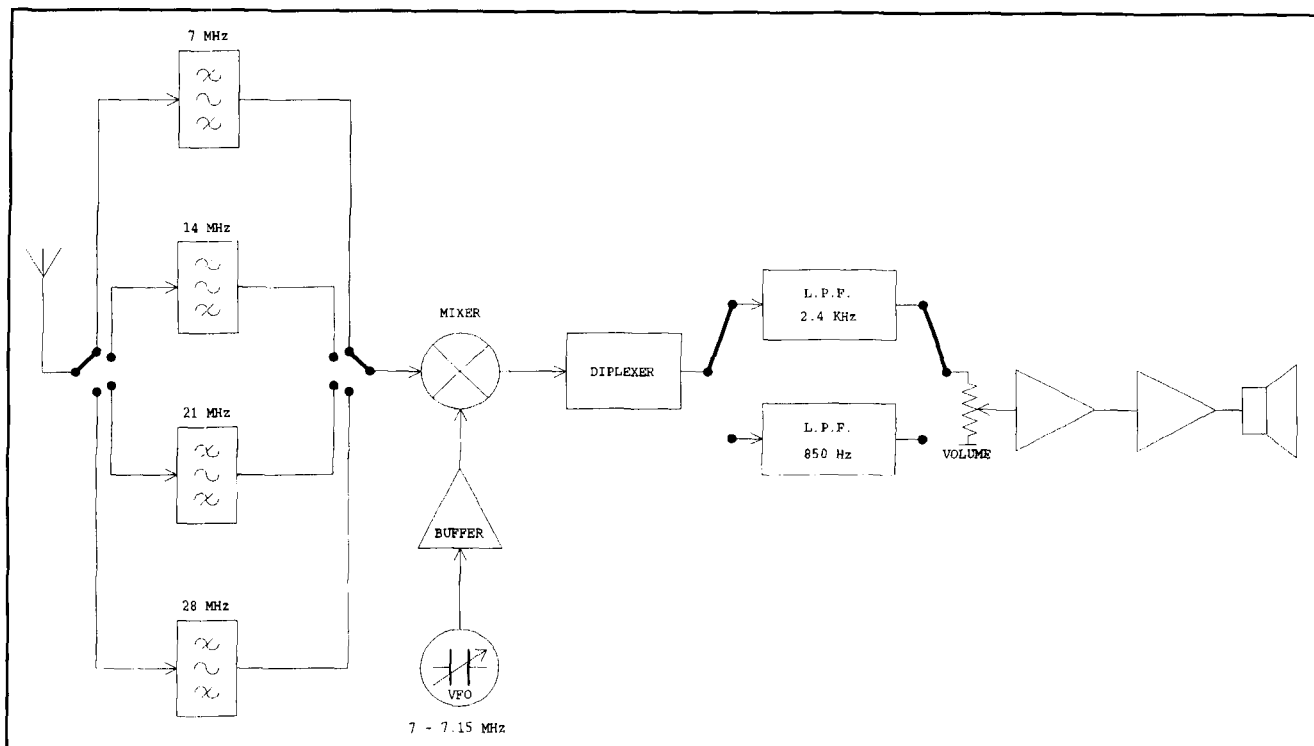 7 MHz
14 MHz
21 MHz
28 MHz
MIXER
BUFFER
VFO
7 - 7.15 MHz
DIPLEXER
L.P.F.
2.4 KHz
L.P.F.
850 Hz
VOLUME